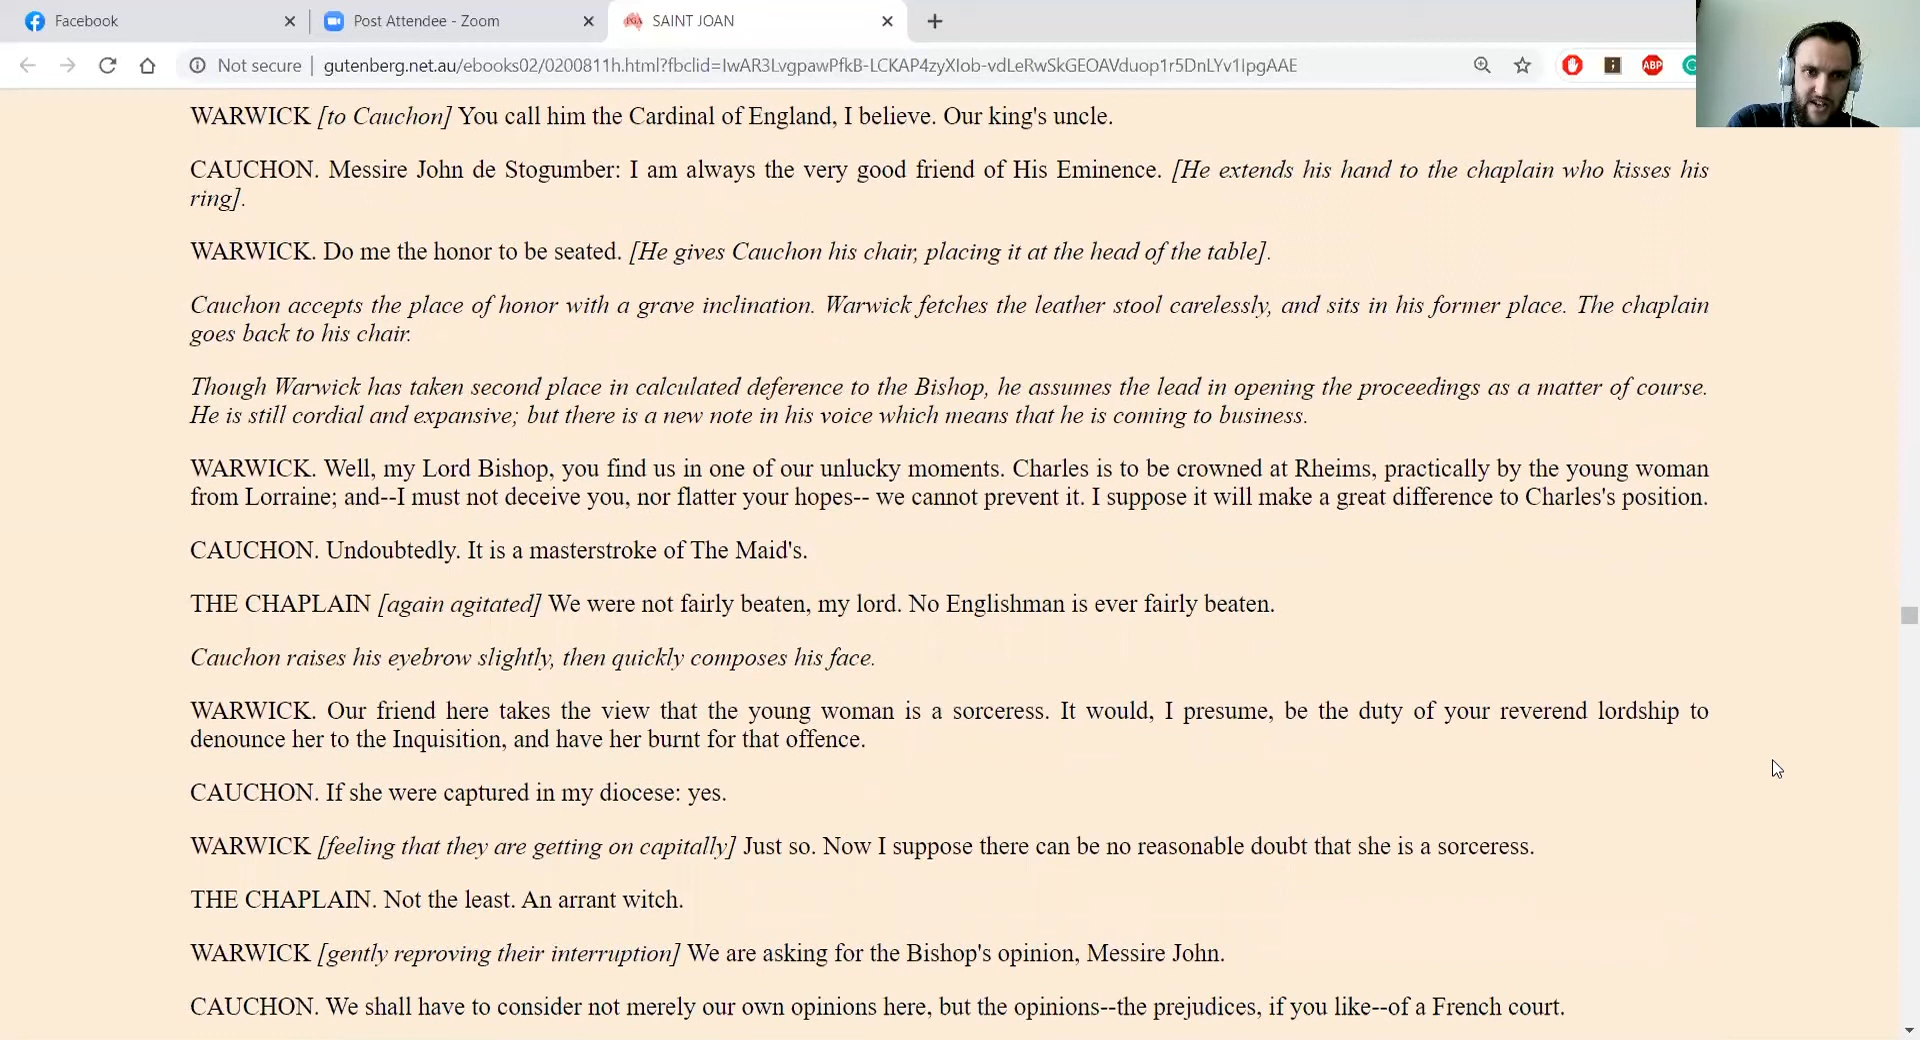 Facebook
Post Attendee - Zoom
SAINT JOAN
Not secure | gutenberg.net.au/ebooks02/0200811h.html?fbclid=IwAR3LvgpawPfkB-LCKAP4zyXIob-vdLeRwSkGEOAVduop1r5DnLYv1IpgAAE
ABP
WARWICK [to Cauchon] You call him the Cardinal of England, I believe. Our king's uncle.
CAUCHON. Messire John de Stogumber: I am always the very good friend of His Eminence. [He extends his hand to the chaplain who kisses his
ring].
WARWICK. Do me the honor to be seated. [He gives Cauchon his chair, placing it at the head of the table].
Cauchon accepts the place of honor with a grave inclination. Warwick fetches the leather stool carelessly, and sits in his former place. The chaplain
goes back to his chair.
Though Warwick has taken second place in calculated deference to the Bishop, he assumes the lead in opening the proceedings as a matter of course.
He is still cordial and expansive; but there is a new note in his voice which means that he is coming to business.
WARWICK. Well, my Lord Bishop, you find us in one of our unlucky moments. Charles is to be crowned at Rheims, practically by the young woman
from Lorraine; and--I must not deceive you, nor flatter your hopes-- we cannot prevent it. I suppose it will make a great difference to Charles's position.
CAUCHON. Undoubtedly. It is a masterstroke of The Maid's.
THE CHAPLAIN [again agitated] We were not fairly beaten, my lord. No Englishman is ever fairly beaten.
Cauchon raises his eyebrow slightly, then quickly composes his face.
WARWICK. Our friend here takes the view that the young woman is a sorceress. It would, I presume, be the duty of your reverend lordship to
denounce her to the Inquisition, and have her burnt for that offence.
CAUCHON. If she were captured in my diocese: yes.
WARWICK [feeling that they are getting on capitally] Just so. Now I suppose there can be no reasonable doubt that she is a sorceress.
THE CHAPLAIN. Not the least. An arrant witch.
WARWICK [gently reproving their interruption] We are asking for the Bishop's opinion, Messire John.
CAUCHON. We shall have to consider not merely our own opinions here, but the opinions--the prejudices, if you like--of a French court.